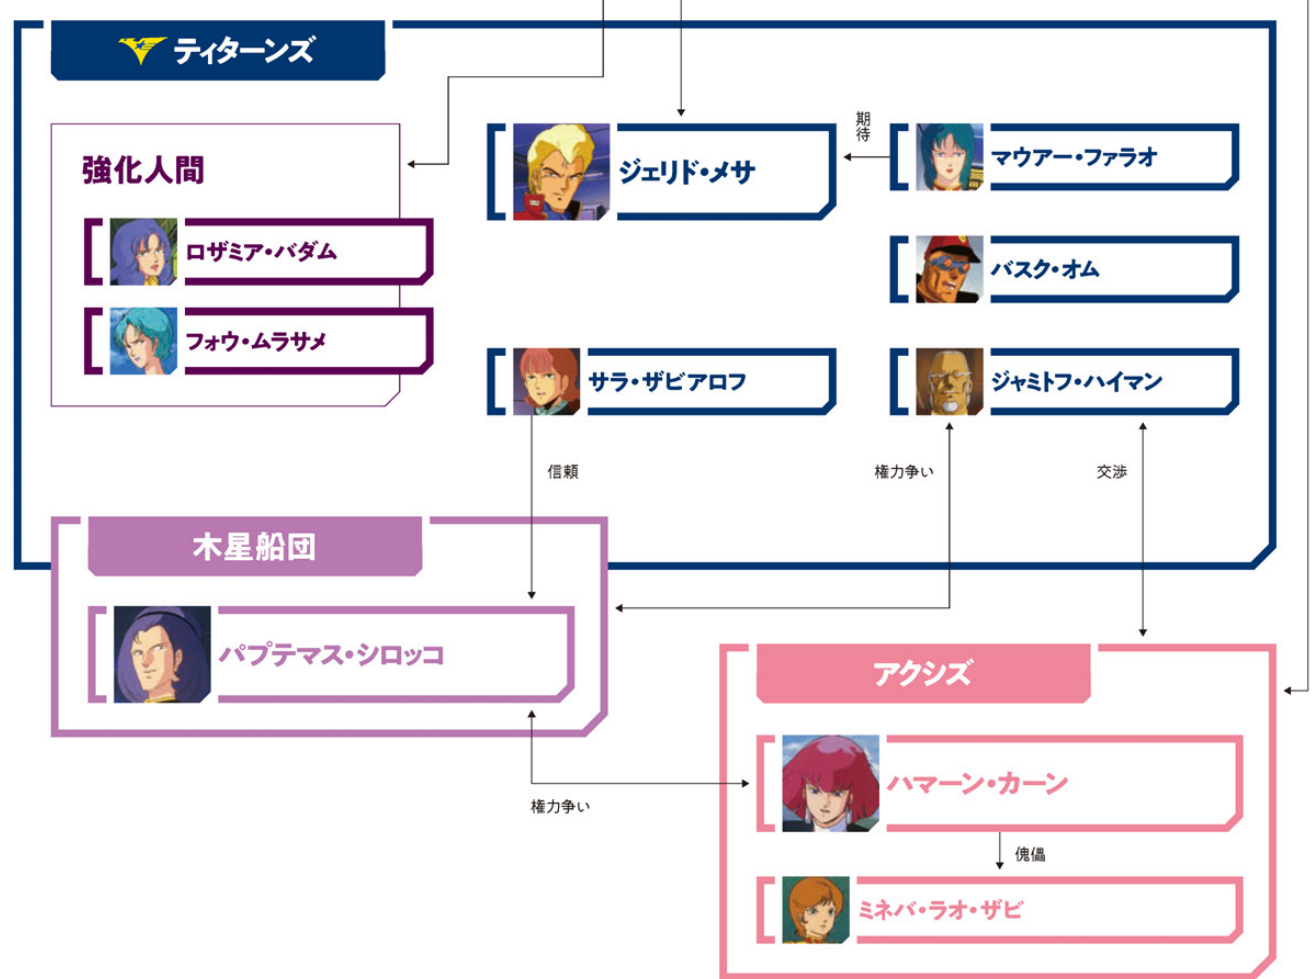 ティターンズ
強化人間
ロザミア・バダム
フォウ・ムラサメ
ジェリド・メサ
期待
マウアー・ファラオ
バスク・オム
サラ・ザビアロフ
ジャミトフ・ハイマン
信頼
権力争い
交渉
木星船団
パプテマス・シロッコ
権力争い
アクシズ
ハマーン・カーン
傀儡
ミネバ・ラオ・ザビ